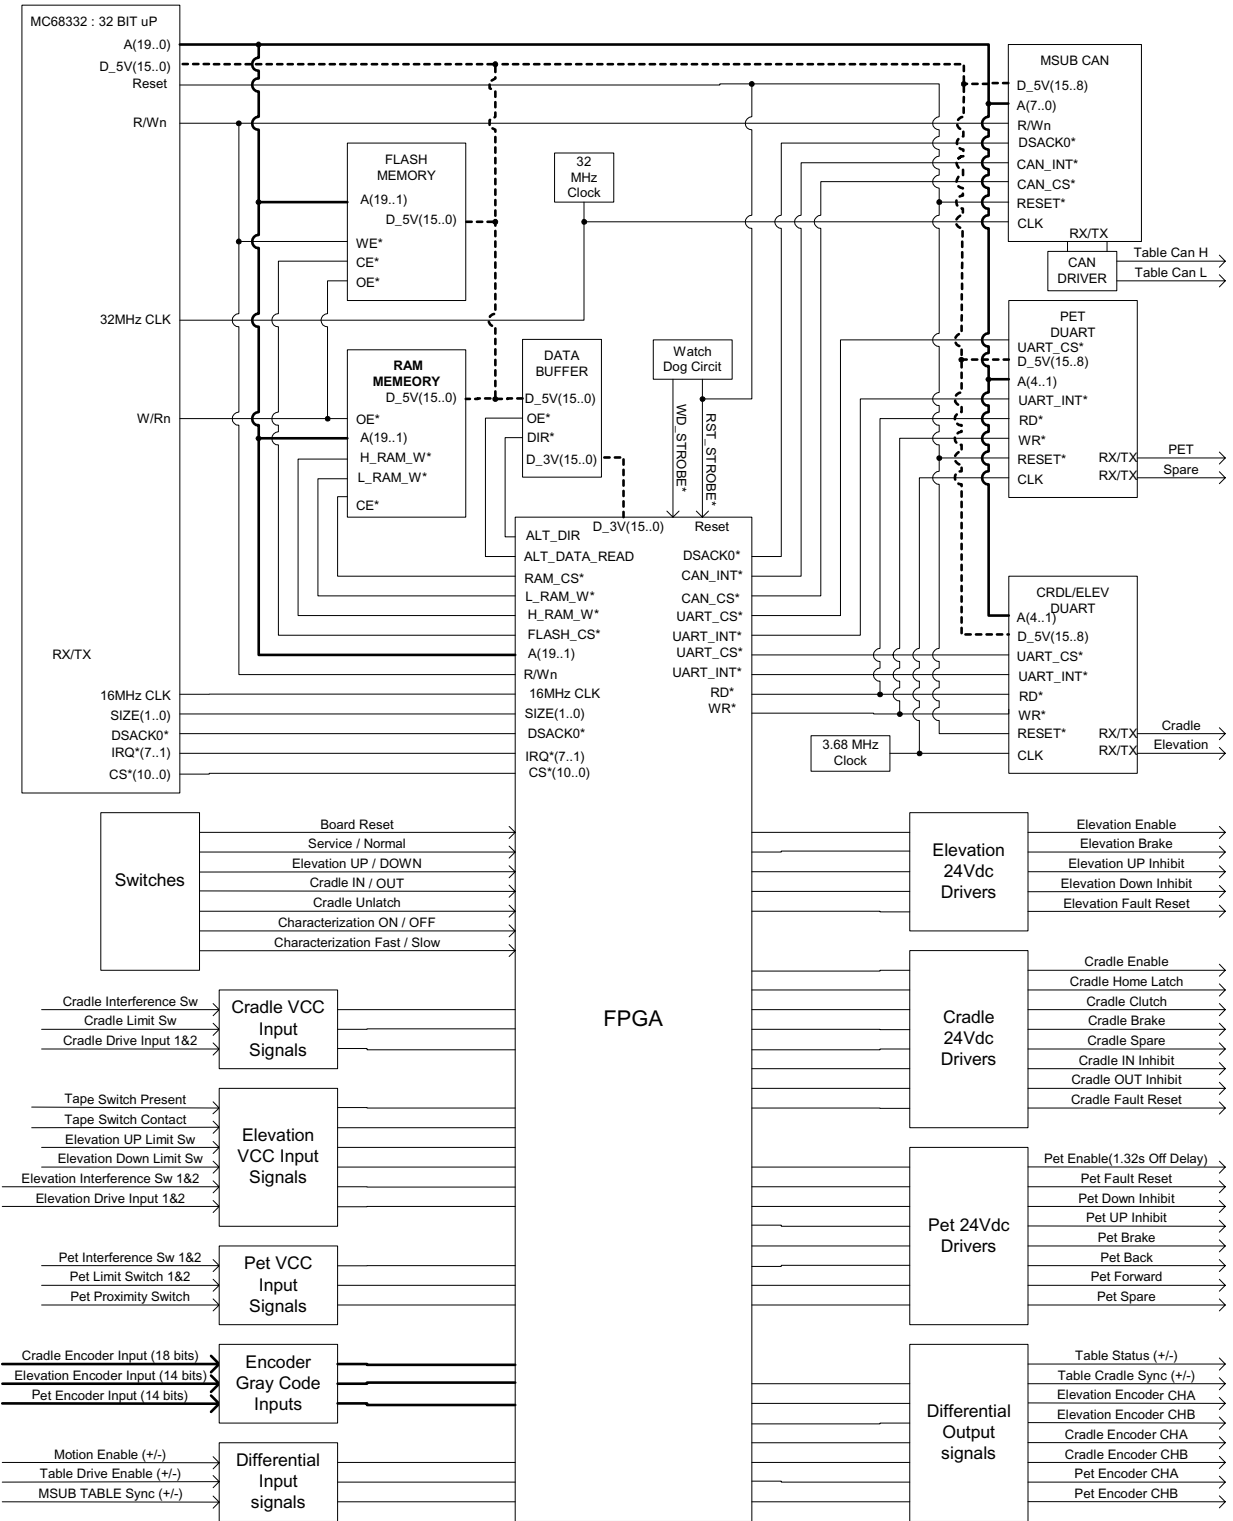 MC68332 : 32 BIT uP
A(19..0)
D_5V(15..0)
Reset
R/Wn
32MHz CLK
W/Rn
RX/TX
16MHz CLK
SIZE(1..0)
DSACK0*
IRQ*(7..1)
CS*(10..0)
FLASH
MEMORY
A(19..1)
D_5V(15..0)
WE*
CE*
OE*
RAM
MEMEORY
D_5V(15..0)
OE*
A(19..1)
H_RAM_W*
L_RAM_W*
CE*
32
MHz
Clock
DATA
BUFFER
D_5V(15..0)
OE*
DIR*
D_3V(15..0)
Watch
Dog Circit
WD_STROBE*
RST_STROBE*
MSUB CAN
D_5V(15..8)
A(7..0)
R/Wn
DSACK0*
CAN_INT*
CAN_CS*
RESET*
CLK
RX/TX
CAN
DRIVER
Table Can H
Table Can L
PET
DUART
UART_CS*
D_5V(15..8)
A(4..1)
UART_INT*
RD*
WR*
RESET*
CLK
RX/TX
RX/TX
PET
Spare
CRDL/ELEV
DUART
A(4..1)
D_5V(15..8)
UART_CS*
UART_INT*
RD*
WR*
RESET*
CLK
RX/TX
RX/TX
Cradle
Elevation
3.68 MHz
Clock
D_3V(15..0)
Reset
ALT_DIR
ALT_DATA_READ
RAM_CS*
L_RAM_W*
H_RAM_W*
FLASH_CS*
A(19..1)
R/Wn
16MHz CLK
SIZE(1..0)
DSACK0*
IRQ*(7..1)
CS*(10..0)
DSACK0*
CAN_INT*
CAN_CS*
UART_CS*
UART_INT*
UART_CS*
UART_INT*
RD*
WR*
FPGA
Switches
Board Reset
Service / Normal
Elevation UP / DOWN
Cradle IN / OUT
Cradle Unlatch
Characterization ON / OFF
Characterization Fast / Slow
Cradle Interference Sw
Cradle Limit Sw
Cradle Drive Input 1&2
Cradle VCC
Input
Signals
Tape Switch Present
Tape Switch Contact
Elevation UP Limit Sw
Elevation Down Limit Sw
Elevation Interference Sw 1&2
Elevation Drive Input 1&2
Elevation
VCC Input
Signals
Pet Interference Sw 1&2
Pet Limit Switch 1&2
Pet Proximity Switch
Pet VCC
Input
Signals
Cradle Encoder Input (18 bits)
Elevation Encoder Input (14 bits)
Pet Encoder Input (14 bits)
Encoder
Gray Code
Inputs
Motion Enable (+/-)
Table Drive Enable (+/-)
MSUB TABLE Sync (+/-)
Differential
Input
signals
Elevation
24Vdc
Drivers
Elevation Enable
Elevation Brake
Elevation UP Inhibit
Elevation Down Inhibit
Elevation Fault Reset
Cradle
24Vdc
Drivers
Cradle Enable
Cradle Home Latch
Cradle Clutch
Cradle Brake
Cradle Spare
Cradle IN Inhibit
Cradle OUT Inhibit
Cradle Fault Reset
Pet 24Vdc
Drivers
Pet Enable(1.32s Off Delay)
Pet Fault Reset
Pet Down Inhibit
Pet UP Inhibit
Pet Brake
Pet Back
Pet Forward
Pet Spare
Differential
Output
signals
Table Status (+/-)
Table Cradle Sync (+/-)
Elevation Encoder CHA
Elevation Encoder CHB
Cradle Encoder CHA
Cradle Encoder CHB
Pet Encoder CHA
Pet Encoder CHB